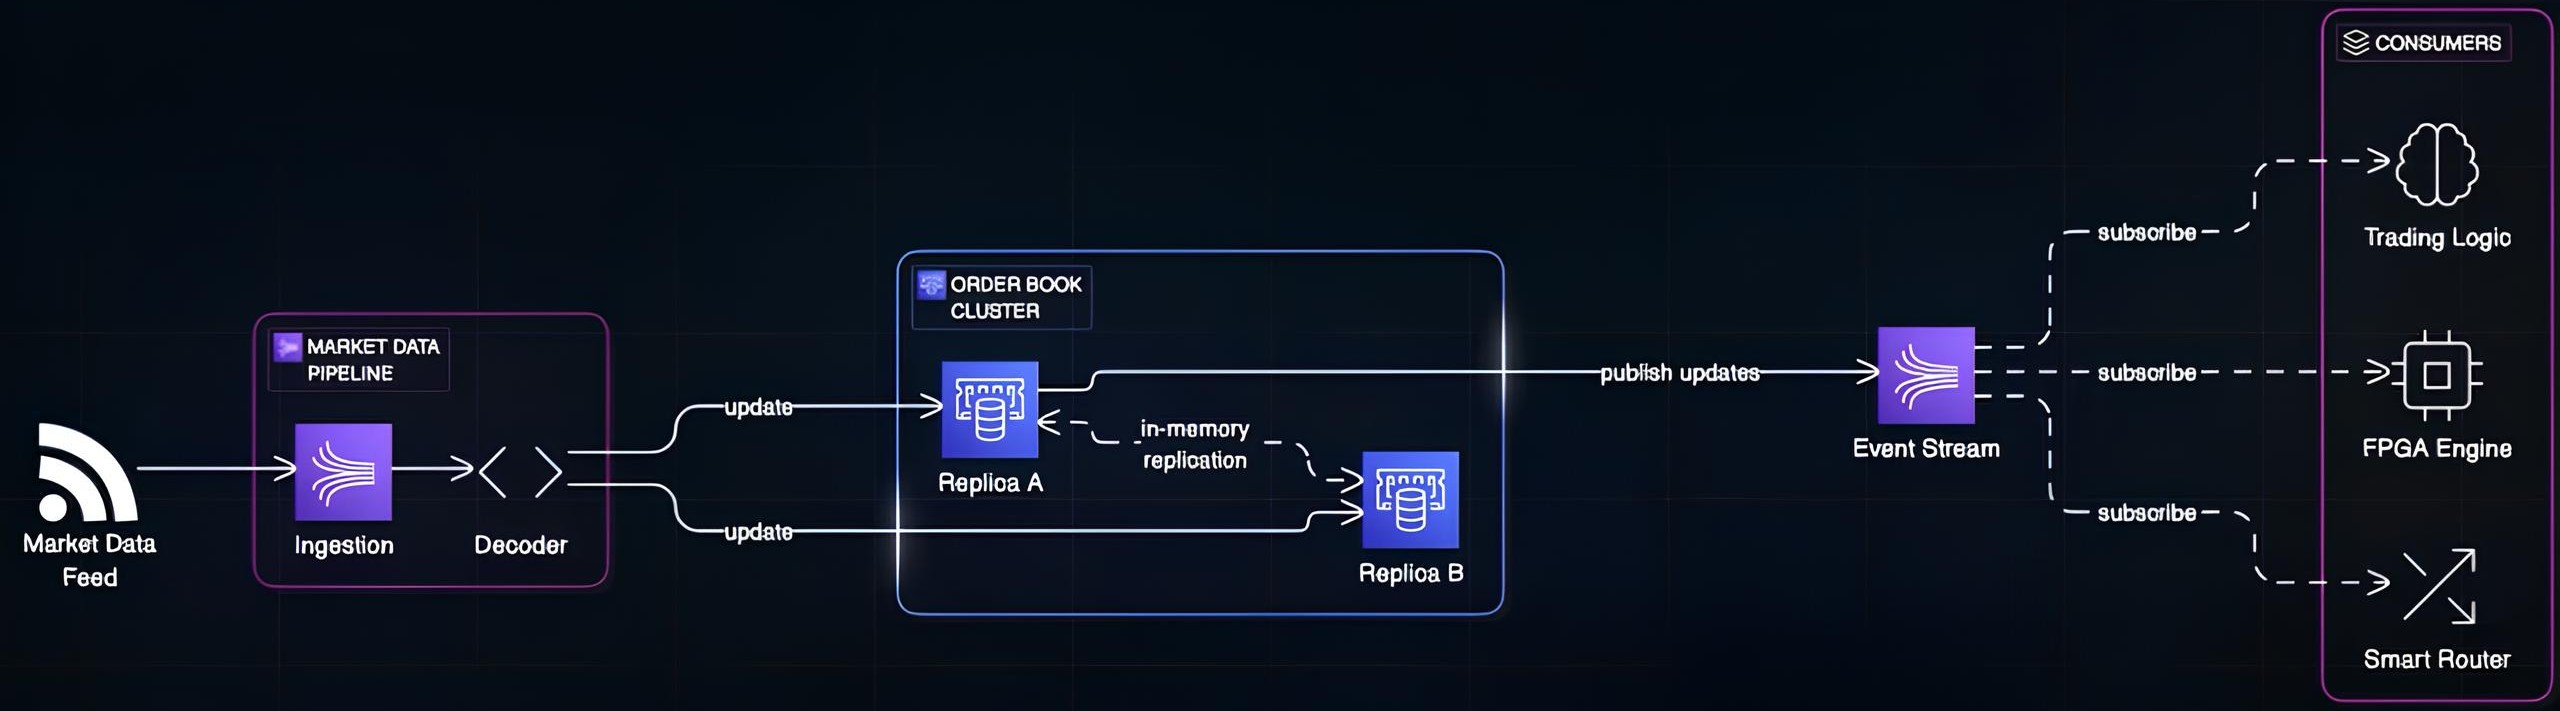 Market Data
Feed
MARKET DATA
PIPELINE
Ingestion
Decoder
update
update
ORDER BOOK
CLUSTER
Replica A
in-memory
replication
Replica B
publish updates
Event Stream
subscribe
subscribe
subscribe
CONSUMERS
Trading Logic
FPGA Engine
Smart Router